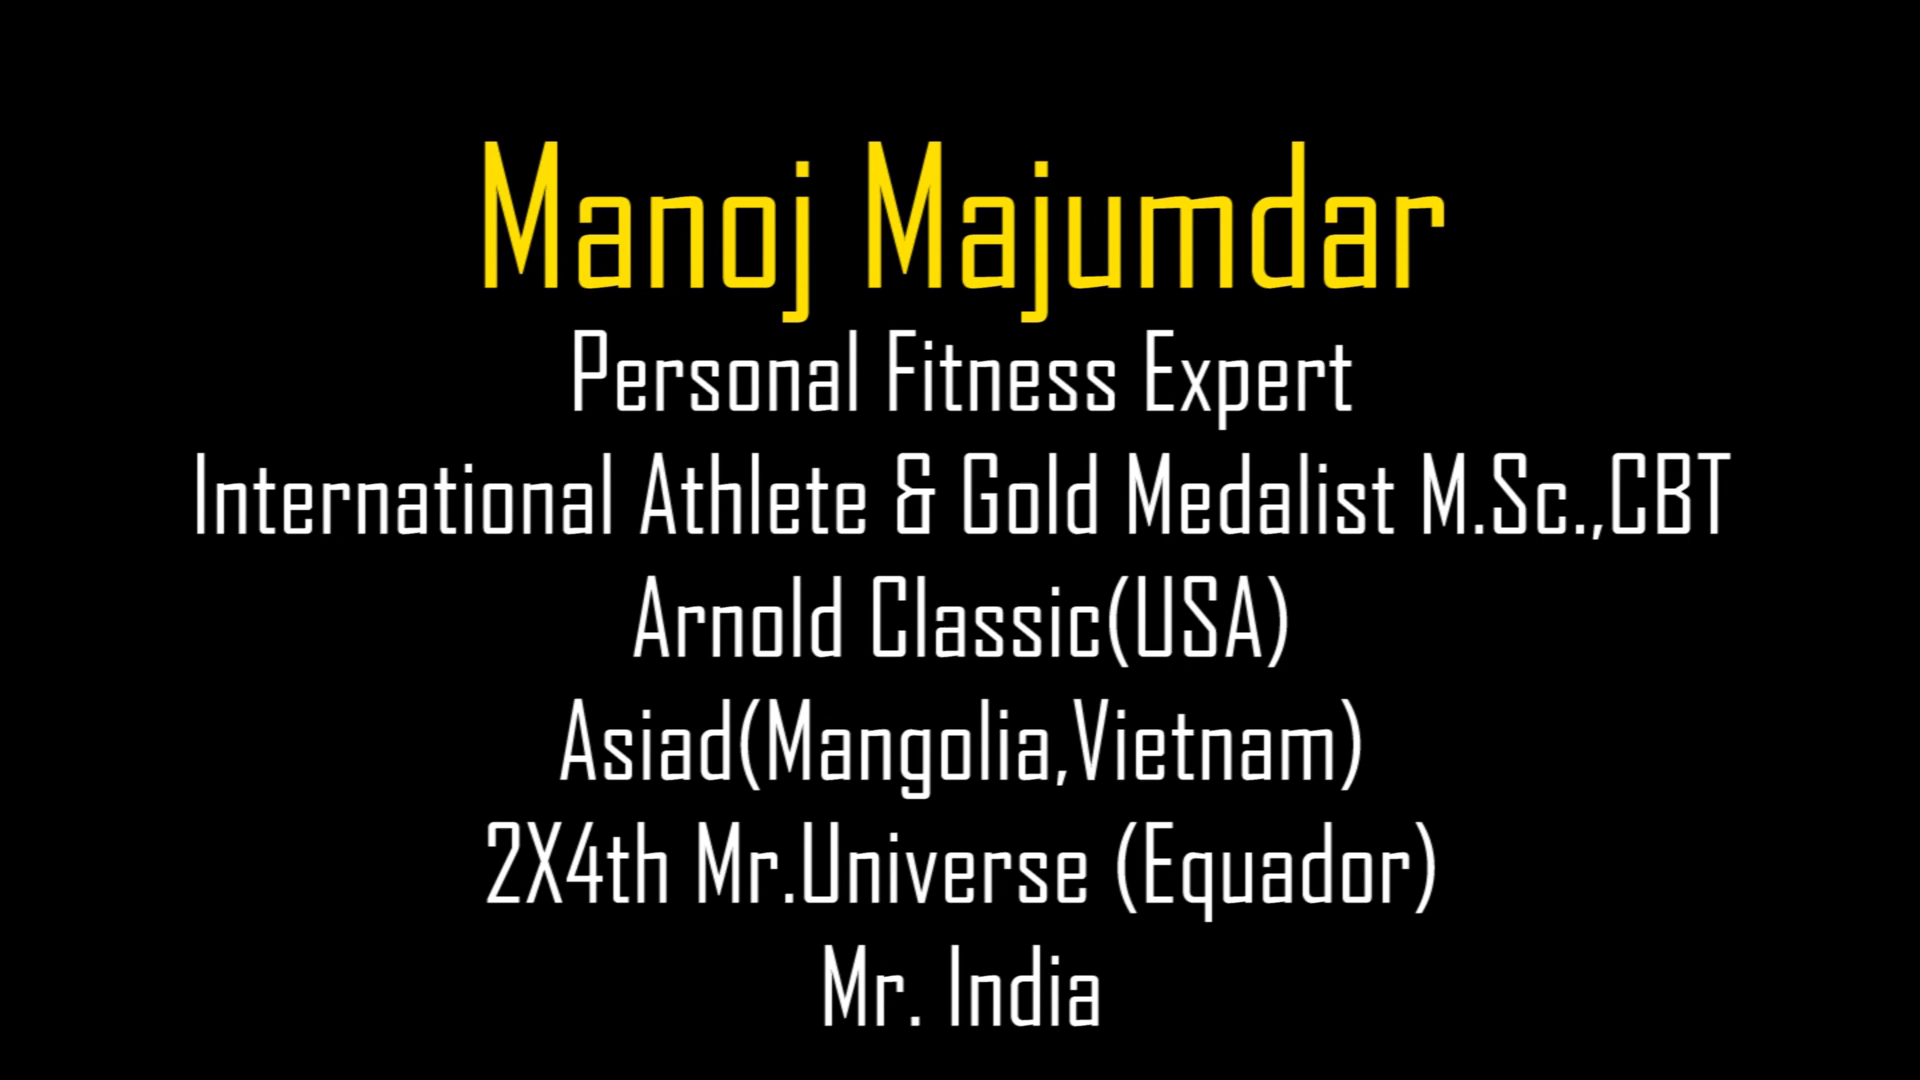 Manoj Majumdar
Personal Fitness Expert
International Athlete & Gold Medalist M.Sc.,CBT
Arnold Classic(USA)
Asiad(Mangolia,Vietnam)
2X4th Mr.Universe (Equador)
Mr. India